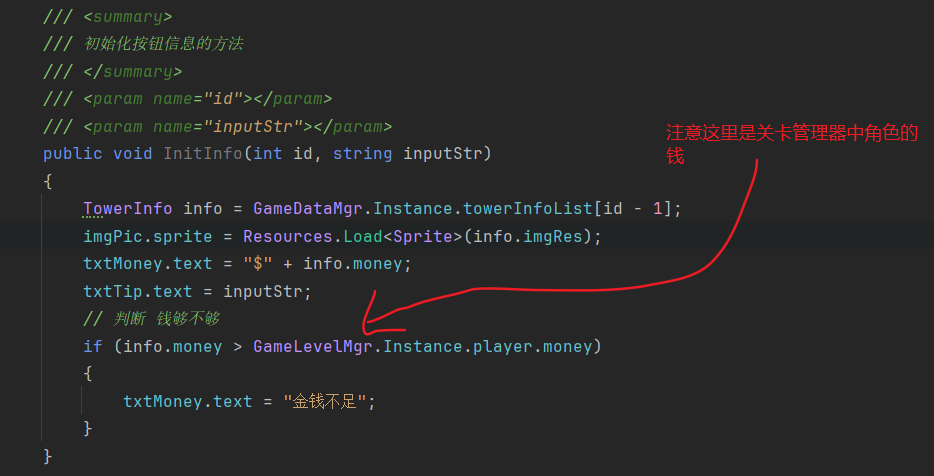 /// <summary>
/// 初始化按钮信息的方法
/// </summary>
/// <param name="id"></param>
/// <param name="inputStr"></param>
注意这里是关卡管理器中角色的
钱
public void InitInfo(int id, string inputStr)
{
TowerInfo info = GameDataMgr.Instance.towerInfoList[id - 1];
imgPic.sprite = Resources.Load<Sprite>(info.imgRes);
txtMoney.text = "$" + info.money;
txtTip.text = inputStr;
// 判断 钱够不够
if (info.money > GameLevelMgr.Instance.player.money)
{
txtMoney.text = "金钱不足";
}
}